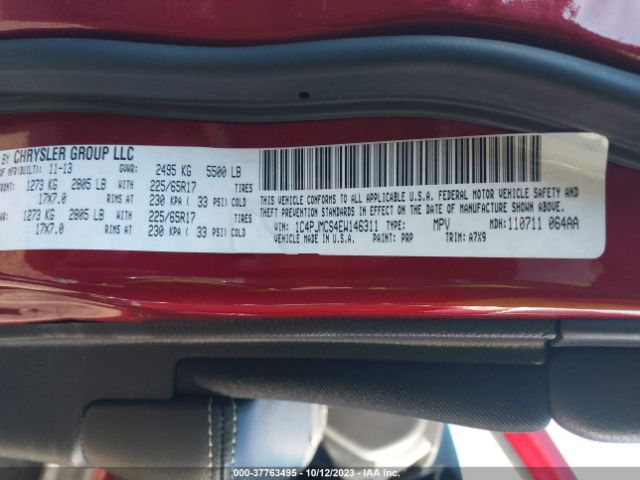 BY CHRYSLER GROUP LLC
OF MFR(BUILT): 11-13 GVWR: 2495 KG 5500 LB
FRONT: 1273 KG 2805 LB WITH 225/65R17 TIRES
17X7.0 RIMS AT 230 KPA ( 33 PSI) COLD
AR: 1273 KG 2805 LB WITH 225/65R17 TIRES
17X7.0 RIMS AT 230 KPA ( 33 PSI) COLD
THIS VEHICLE CONFORMS TO ALL APPLICABLE U.S.A. FEDERAL MOTOR VEHICLE SAFETY AND
THEFT PREVENTION STANDARDS IN EFFECT ON THE DATE OF MANUFACTURE SHOWN ABOVE.
VIN: 1C4PJMCS4EW146311 TYPE: MPV MDH:110711 064AA
VEHICLE MADE IN U.S.A. PAINT: PRP TRIM: A7X9
000-37763495 - 10/12/2023 - IAA Inc.